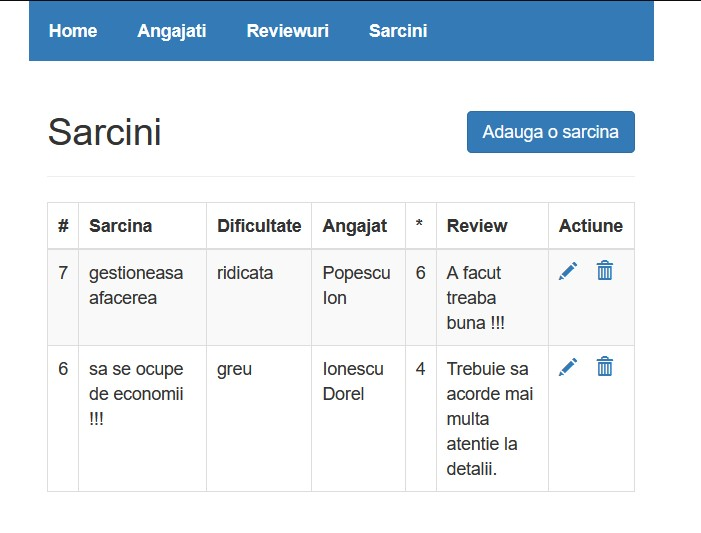 Home Angajati Reviewuri Sarcini
Sarcini
Adauga o sarcina
# Sarcina Dificultate Angajat * Review Actiune
7 gestioneasa ridicata Popescu 6 A facut
afacerea Ion treaba
buna !!!
6 sa se ocupe greu Ionescu 4 Trebuie sa
de economii Dorel acorde mai
!!! multa
atentie la
detalii.